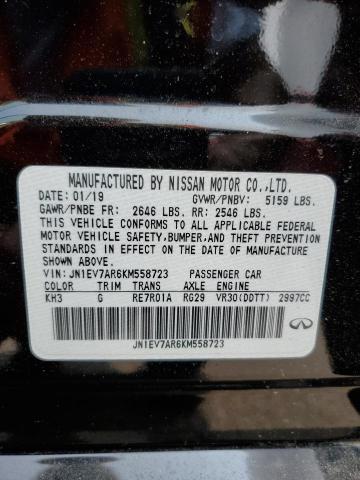 MANUFACTURED BY NISSAN MOTOR CO.,LTD.
DATE: 01/19 GVWR/PNBV: 5159 LBS.
GAWR/PNBE FR: 2646 LBS. RR: 2546 LBS.
THIS VEHICLE CONFORMS TO ALL APPLICABLE FEDERAL
MOTOR VEHICLE SAFETY,BUMPER,AND THEFT PREVENTION
STANDARDS IN EFFECT ON THE DATE OF MANUFACTURE
SHOWN ABOVE.
VIN: JN1EV7AR6KM558723 PASSENGER CAR
COLOR TRIM TRANS AXLE ENGINE
KH3 G RE7R01A RG29 VR30(DDTT) 2997CC
INFINITI
JN1EV7AR6KM558723